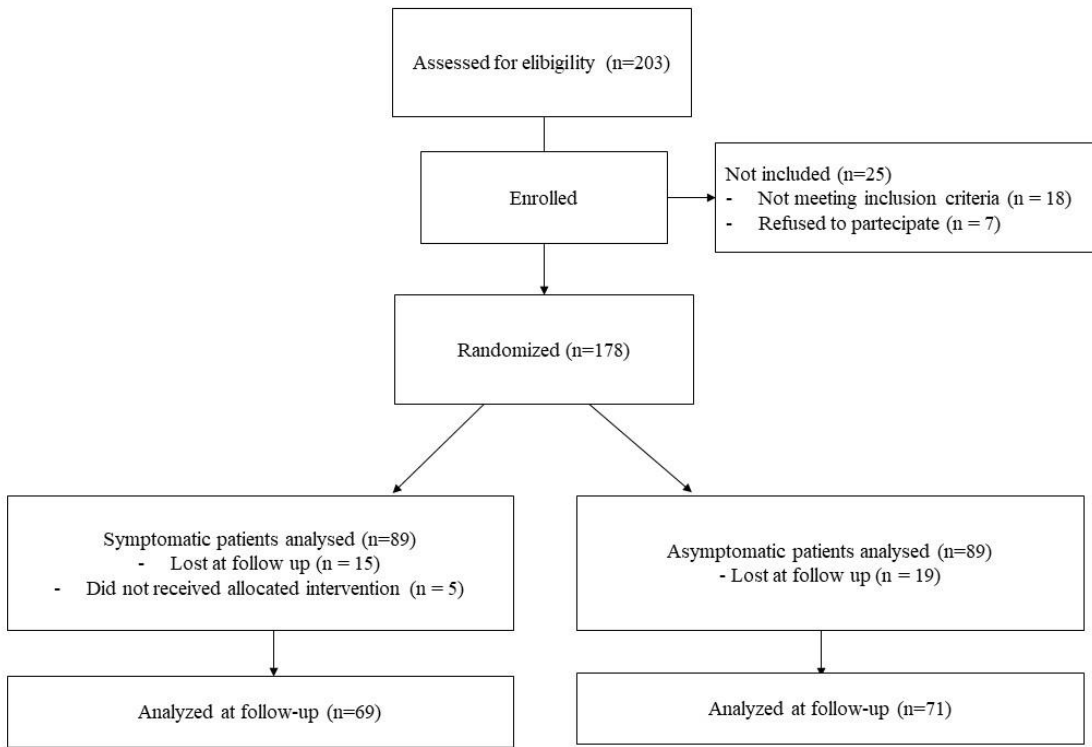 Assessed for elibigility (n=203)
Enrolled
Not included (n=25)
- Not meeting inclusion criteria (n = 18)
- Refused to partecipate (n = 7)
Randomized (n=178)
Symptomatic patients analysed (n=89)
- Lost at follow up (n = 15)
- Did not received allocated intervention (n = 5)
Asymptomatic patients analysed (n=89)
- Lost at follow up (n = 19)
Analyzed at follow-up (n=69)
Analyzed at follow-up (n=71)